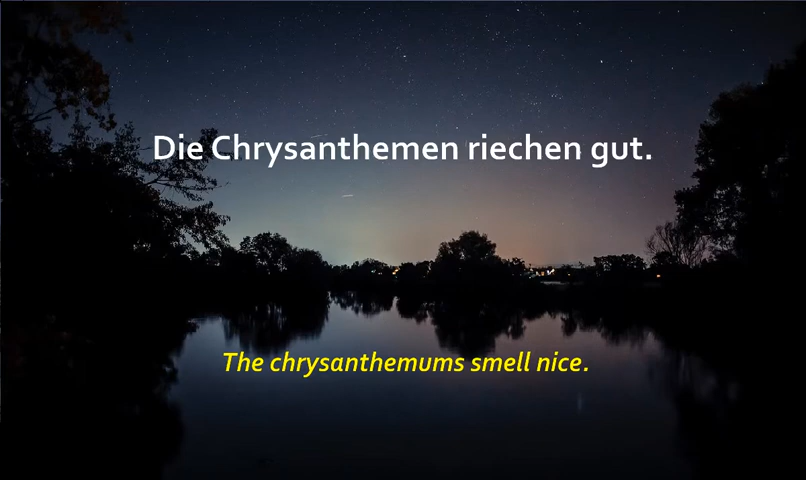 Die Chrysanthemen riechen gut.
The chrysanthemums smell nice.